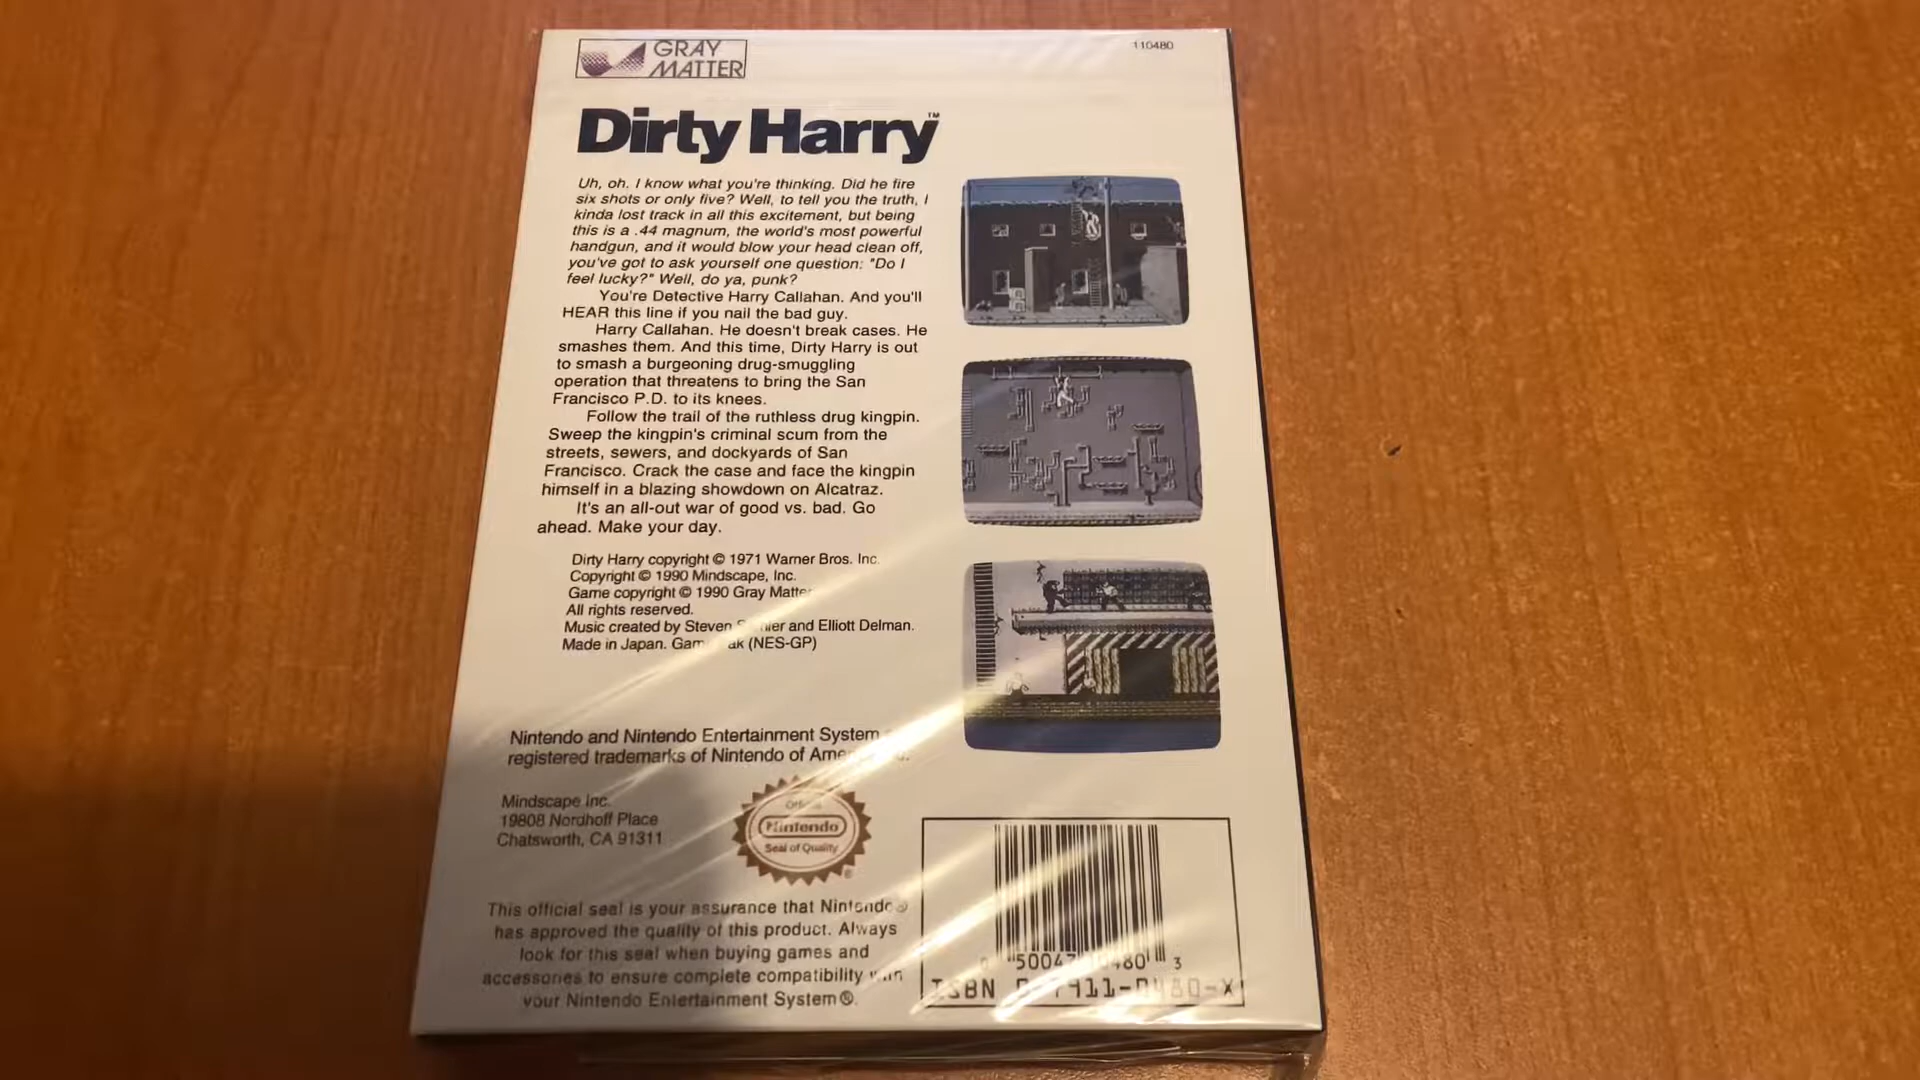 GRAY
MATTER
110480
Dirty Harry™
Uh, oh. I know what you're thinking. Did he fire
six shots or only five? Well, to tell you the truth, I
kinda lost track in all this excitement, but being
this is a .44 magnum, the world's most powerful
handgun, and it would blow your head clean off,
you've got to ask yourself one question: "Do I
feel lucky?" Well, do ya, punk?
You're Detective Harry Callahan. And you'll
HEAR this line if you nail the bad guy.
Harry Callahan. He doesn't break cases. He
smashes them. And this time, Dirty Harry is out
to smash a burgeoning drug-smuggling
operation that threatens to bring the San
Francisco P.D. to its knees.
Follow the trail of the ruthless drug kingpin.
Sweep the kingpin's criminal scum from the
streets, sewers, and dockyards of San
Francisco. Crack the case and face the kingpin
himself in a blazing showdown on Alcatraz.
It's an all-out war of good vs. bad. Go
ahead. Make your day.
Dirty Harry copyright © 1971 Warner Bros. Inc.
Copyright © 1990 Mindscape, Inc.
Game copyright © 1990 Gray Matter
All rights reserved.
Music created by Steven and Elliott Delman.
Made in Japan. (NES-GP)
Nintendo and Nintendo Entertainment System
registered trademarks of Nintendo of
Mindscape Inc.
19808 Nordhoff Place
Chatsworth, CA 91311
Official
Nintendo
Seal of Quality
®
This official seal is your assurance that Nintendo®
has approved the quality of this product. Always
look for this seal when buying games and
accessories to ensure complete compatibility with
your Nintendo Entertainment System®.
0 3
ISBN